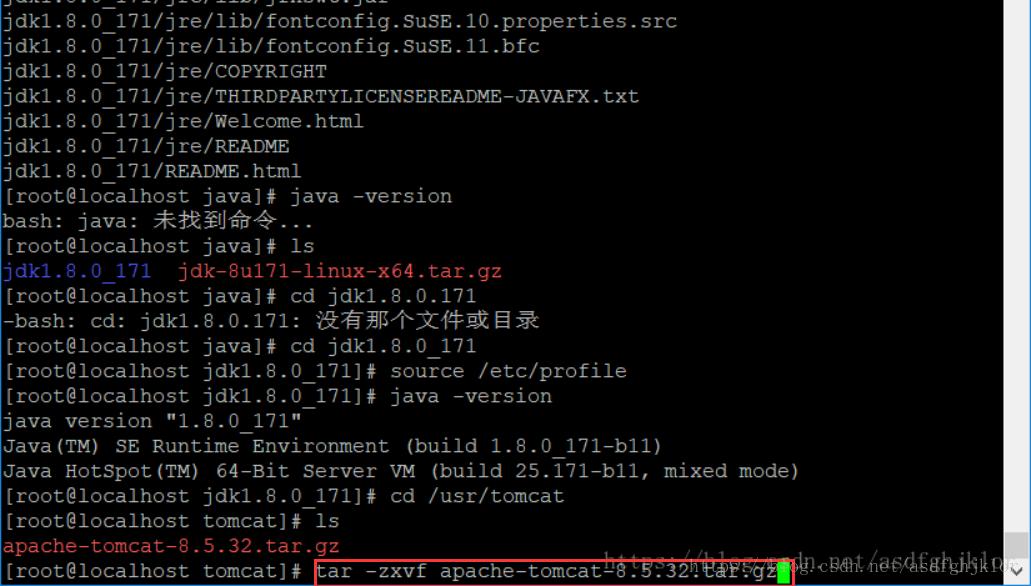 jdk1.8.0_171/jre/lib/fontconfig.SuSE.10.properties.src
jdk1.8.0_171/jre/lib/fontconfig.SuSE.11.bfc
jdk1.8.0_171/jre/COPYRIGHT
jdk1.8.0_171/jre/THIRDPARTYLICENSEREADME-JAVAFX.txt
jdk1.8.0_171/jre/Welcome.html
jdk1.8.0_171/jre/README
jdk1.8.0_171/README.html
[root@localhost java]# java -version
bash: java: 未找到命令...
[root@localhost java]# ls
jdk1.8.0_171  jdk-8u171-linux-x64.tar.gz
[root@localhost java]# cd jdk1.8.0.171
-bash: cd: jdk1.8.0.171: 没有那个文件或目录
[root@localhost java]# cd jdk1.8.0_171
[root@localhost jdk1.8.0_171]# source /etc/profile
[root@localhost jdk1.8.0_171]# java -version
java version "1.8.0_171"
Java(TM) SE Runtime Environment (build 1.8.0_171-b11)
Java HotSpot(TM) 64-Bit Server VM (build 25.171-b11, mixed mode)
[root@localhost jdk1.8.0_171]# cd /usr/tomcat
[root@localhost tomcat]# ls
apache-tomcat-8.5.32.tar.gz
[root@localhost tomcat]# tar -zxvf apache-tomcat-8.5.32.tar.gz